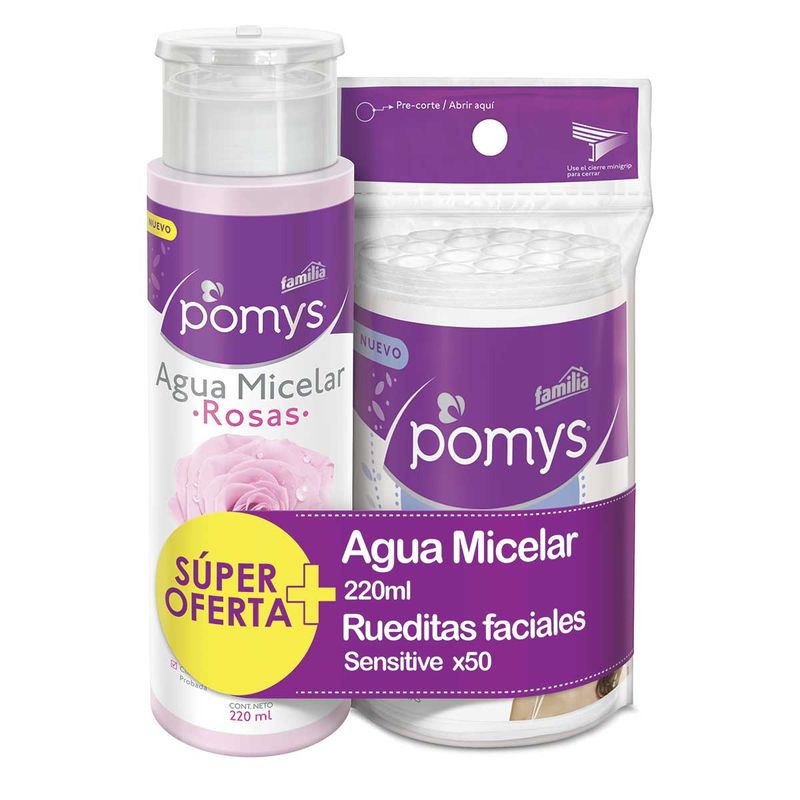 NUEVO
familia
pomys
Agua Micelar
•Rosas•
Probada
CONT. NETO
220 ml
Pre-corte / Abrir aquí
Use el cierre minigrip
para cerrar
NUEVO
familia
pomys
SÚPER
OFERTA
+
Agua Micelar
220ml
Rueditas faciales
Sensitive x50